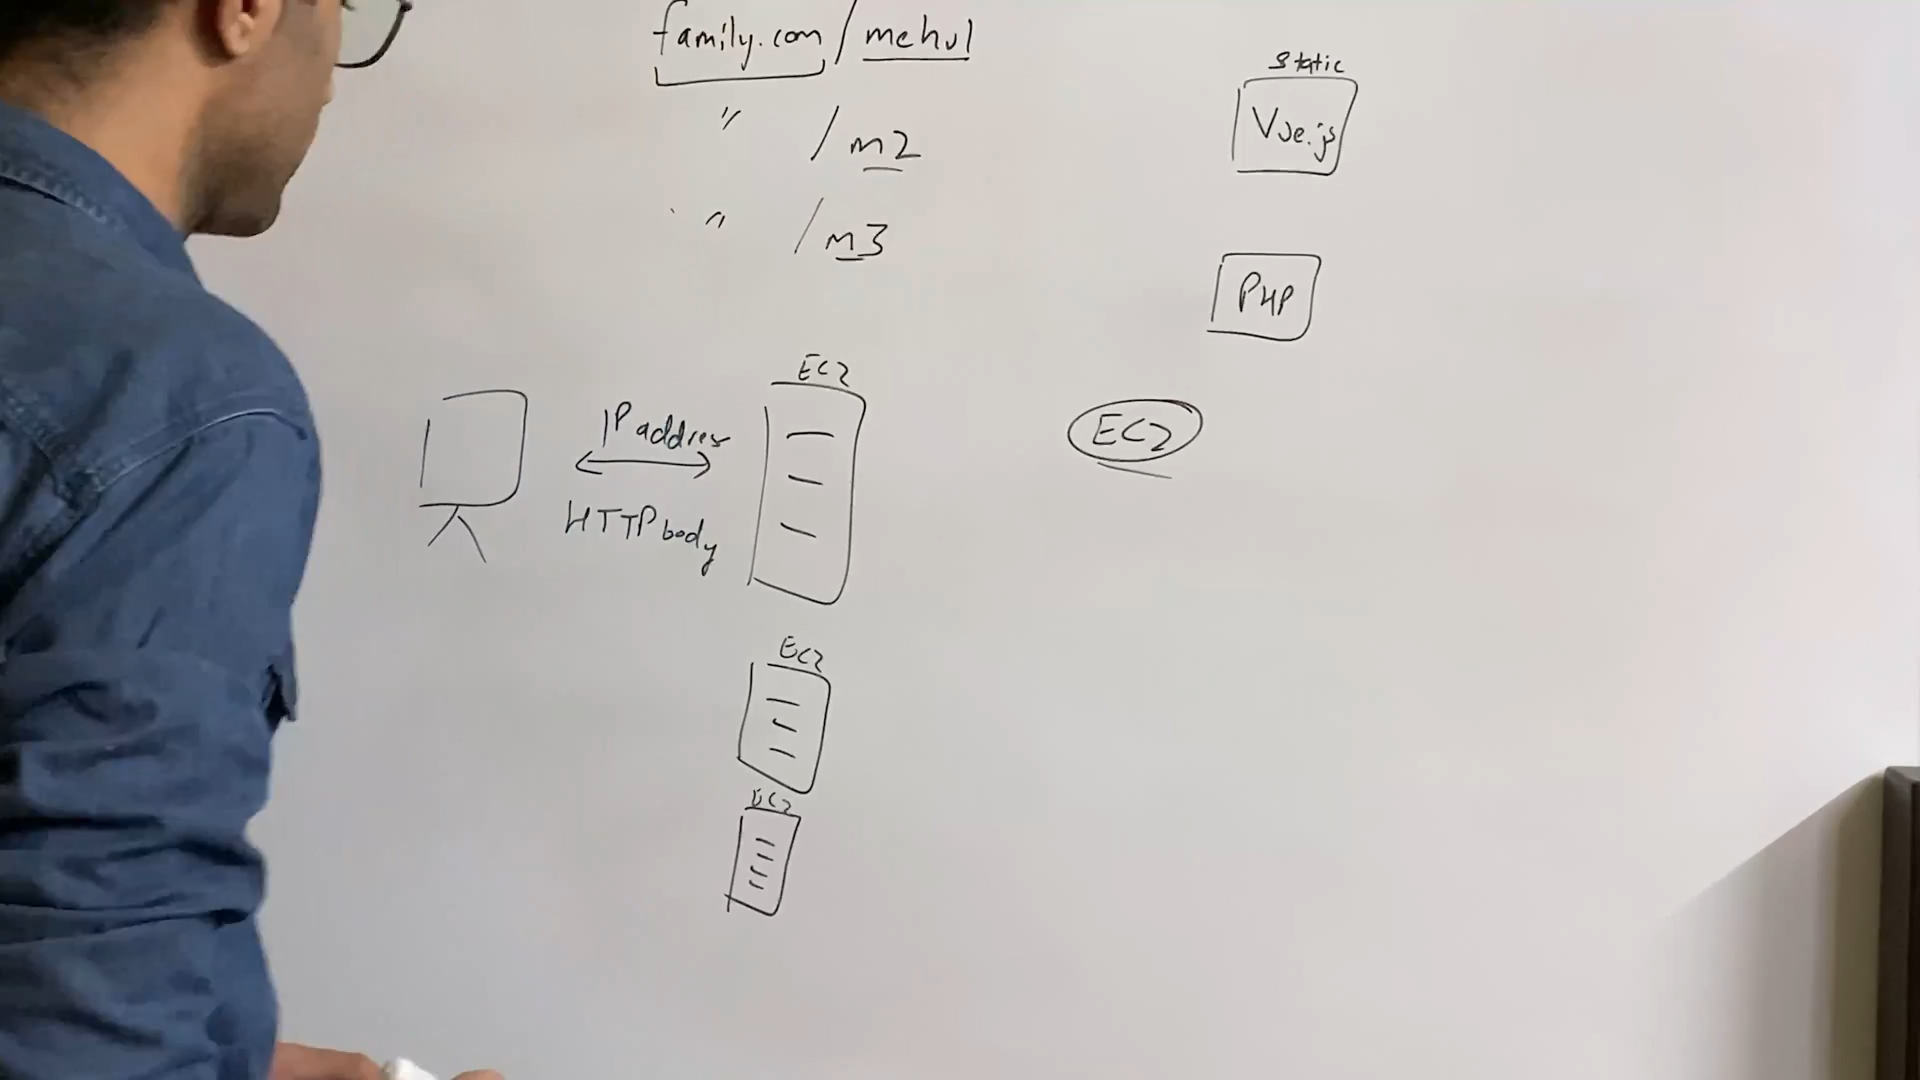 family.com/mehul
" /m2
" /m3
static
Vue.js
PHP
EC2
IP address
HTTP body
EC2
EC2
EC2